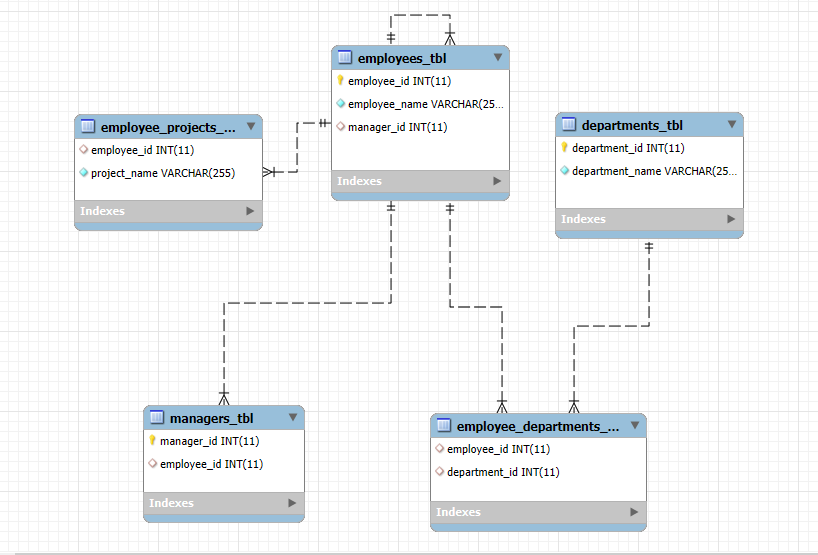 employees_tbl
employee_id INT(11)
employee_name VARCHAR(25...
manager_id INT(11)
Indexes
employee_projects_...
employee_id INT(11)
project_name VARCHAR(255)
Indexes
departments_tbl
department_id INT(11)
department_name VARCHAR(25...
Indexes
managers_tbl
manager_id INT(11)
employee_id INT(11)
Indexes
employee_departments_...
employee_id INT(11)
department_id INT(11)
Indexes